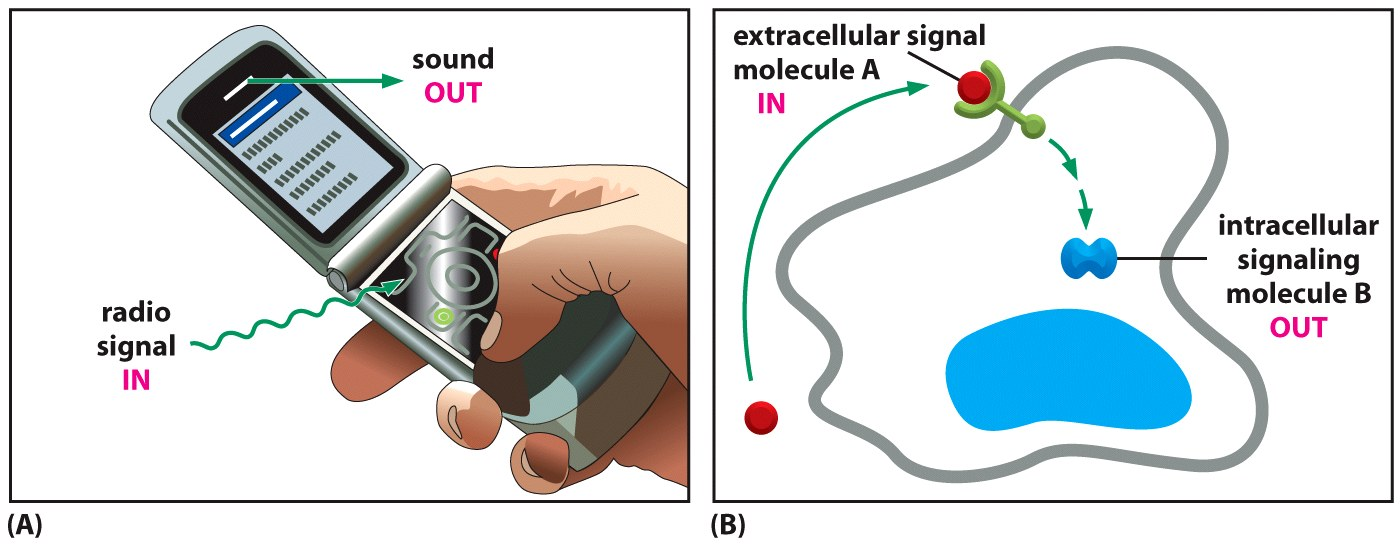 sound
OUT
radio
signal
IN
(A)
extracellular signal
molecule A
IN
intracellular
signaling
molecule B
OUT
(B)